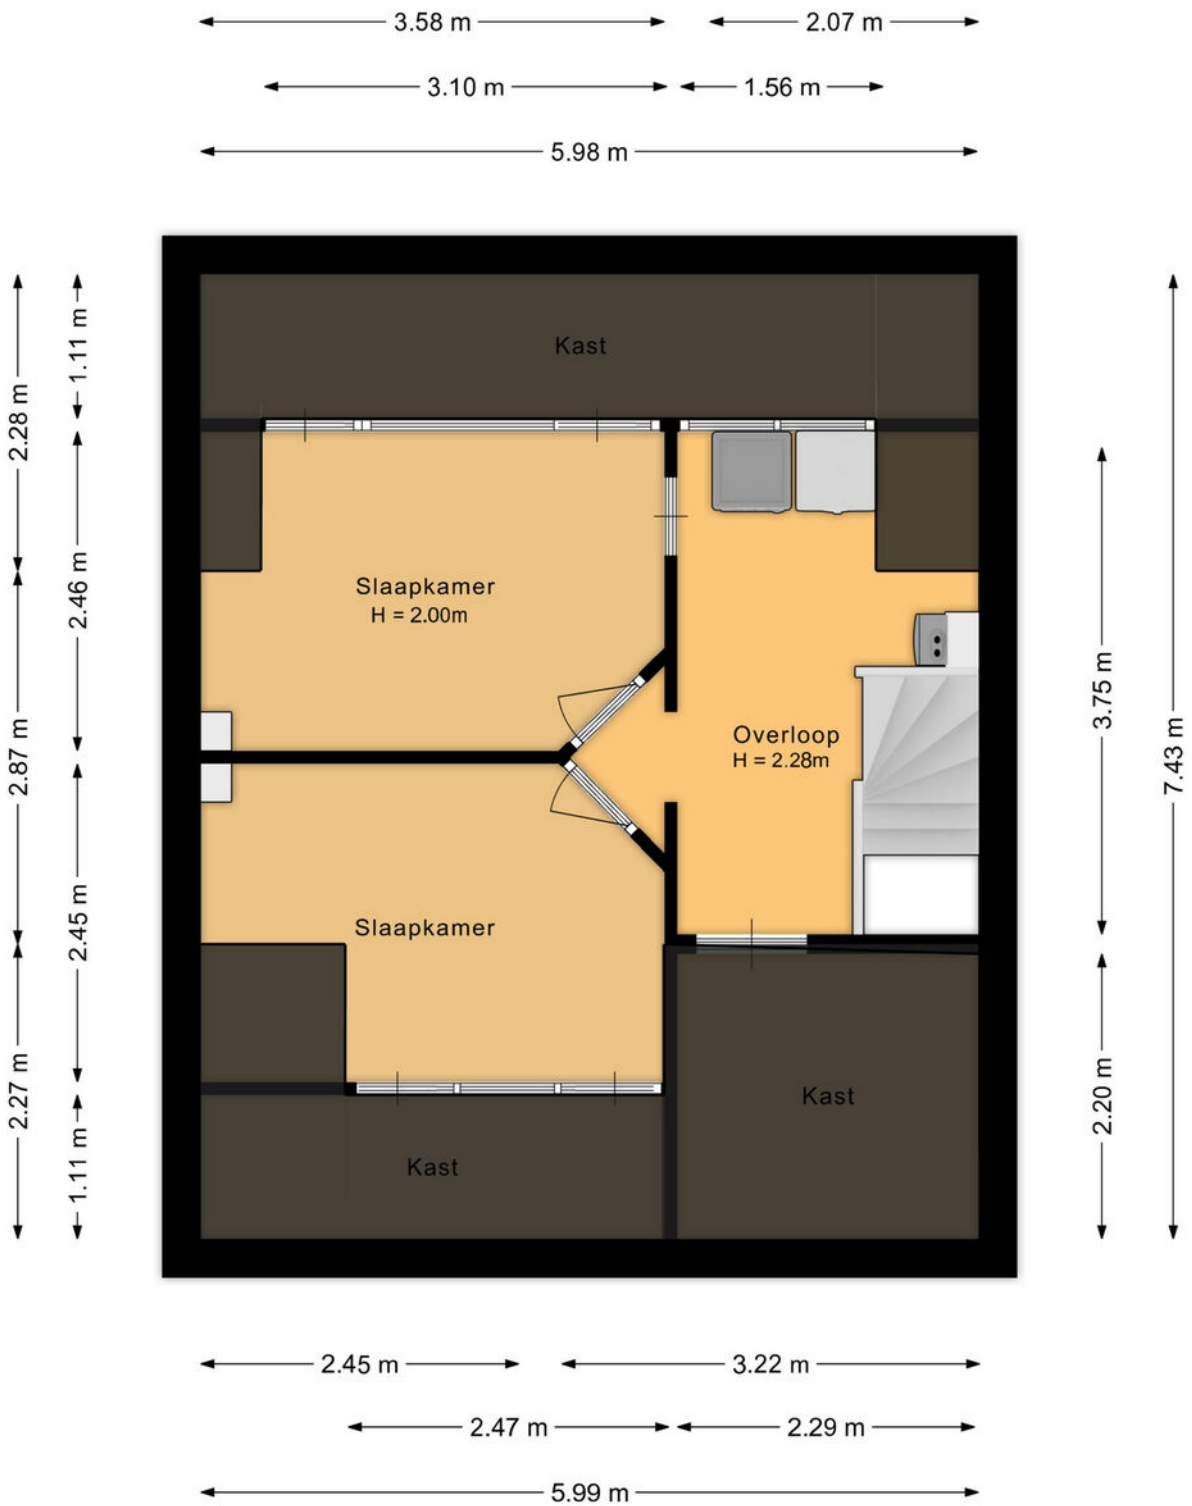 3.58 m
2.07 m
3.10 m
1.56 m
5.98 m
1.11 m
2.28 m
Kast
2.46 m
Slaapkamer
H = 2.00m
3.75 m
2.87 m
Overloop
H = 2.28m
7.43 m
2.45 m
Slaapkamer
2.27 m
1.11 m
Kast
Kast
2.20 m
2.45 m
3.22 m
2.47 m
2.29 m
5.99 m